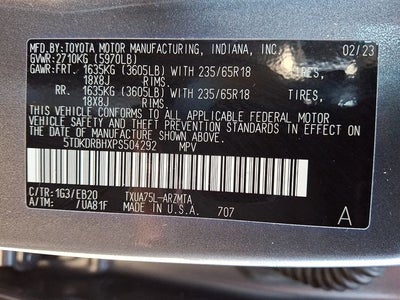 MFD.BY:TOYOTA MOTOR MANUFACTURING, INDIANA, INC. 02/23
GVWR:2710KG (5970LB)
GAWR:FRT. 1635KG (3605LB) WITH 235/65R18 TIRES,
18X8J RIMS
RR. 1635KG (3605LB) WITH 235/65R18 TIRES,
18X8J RIMS
THIS VEHICLE CONFORMS TO ALL APPLICABLE FEDERAL MOTOR
VEHICLE SAFETY AND THEFT PREVENTION STANDARDS IN EFFECT
ON THE DATE OF MANUFACTURE SHOWN ABOVE.
5TDKDRBHXPS504292 MPV
C/TR:1G3/EB20 TXUA75L-ARZMTA
A/TM: /UA81F MADE IN U.S.A. 707 A